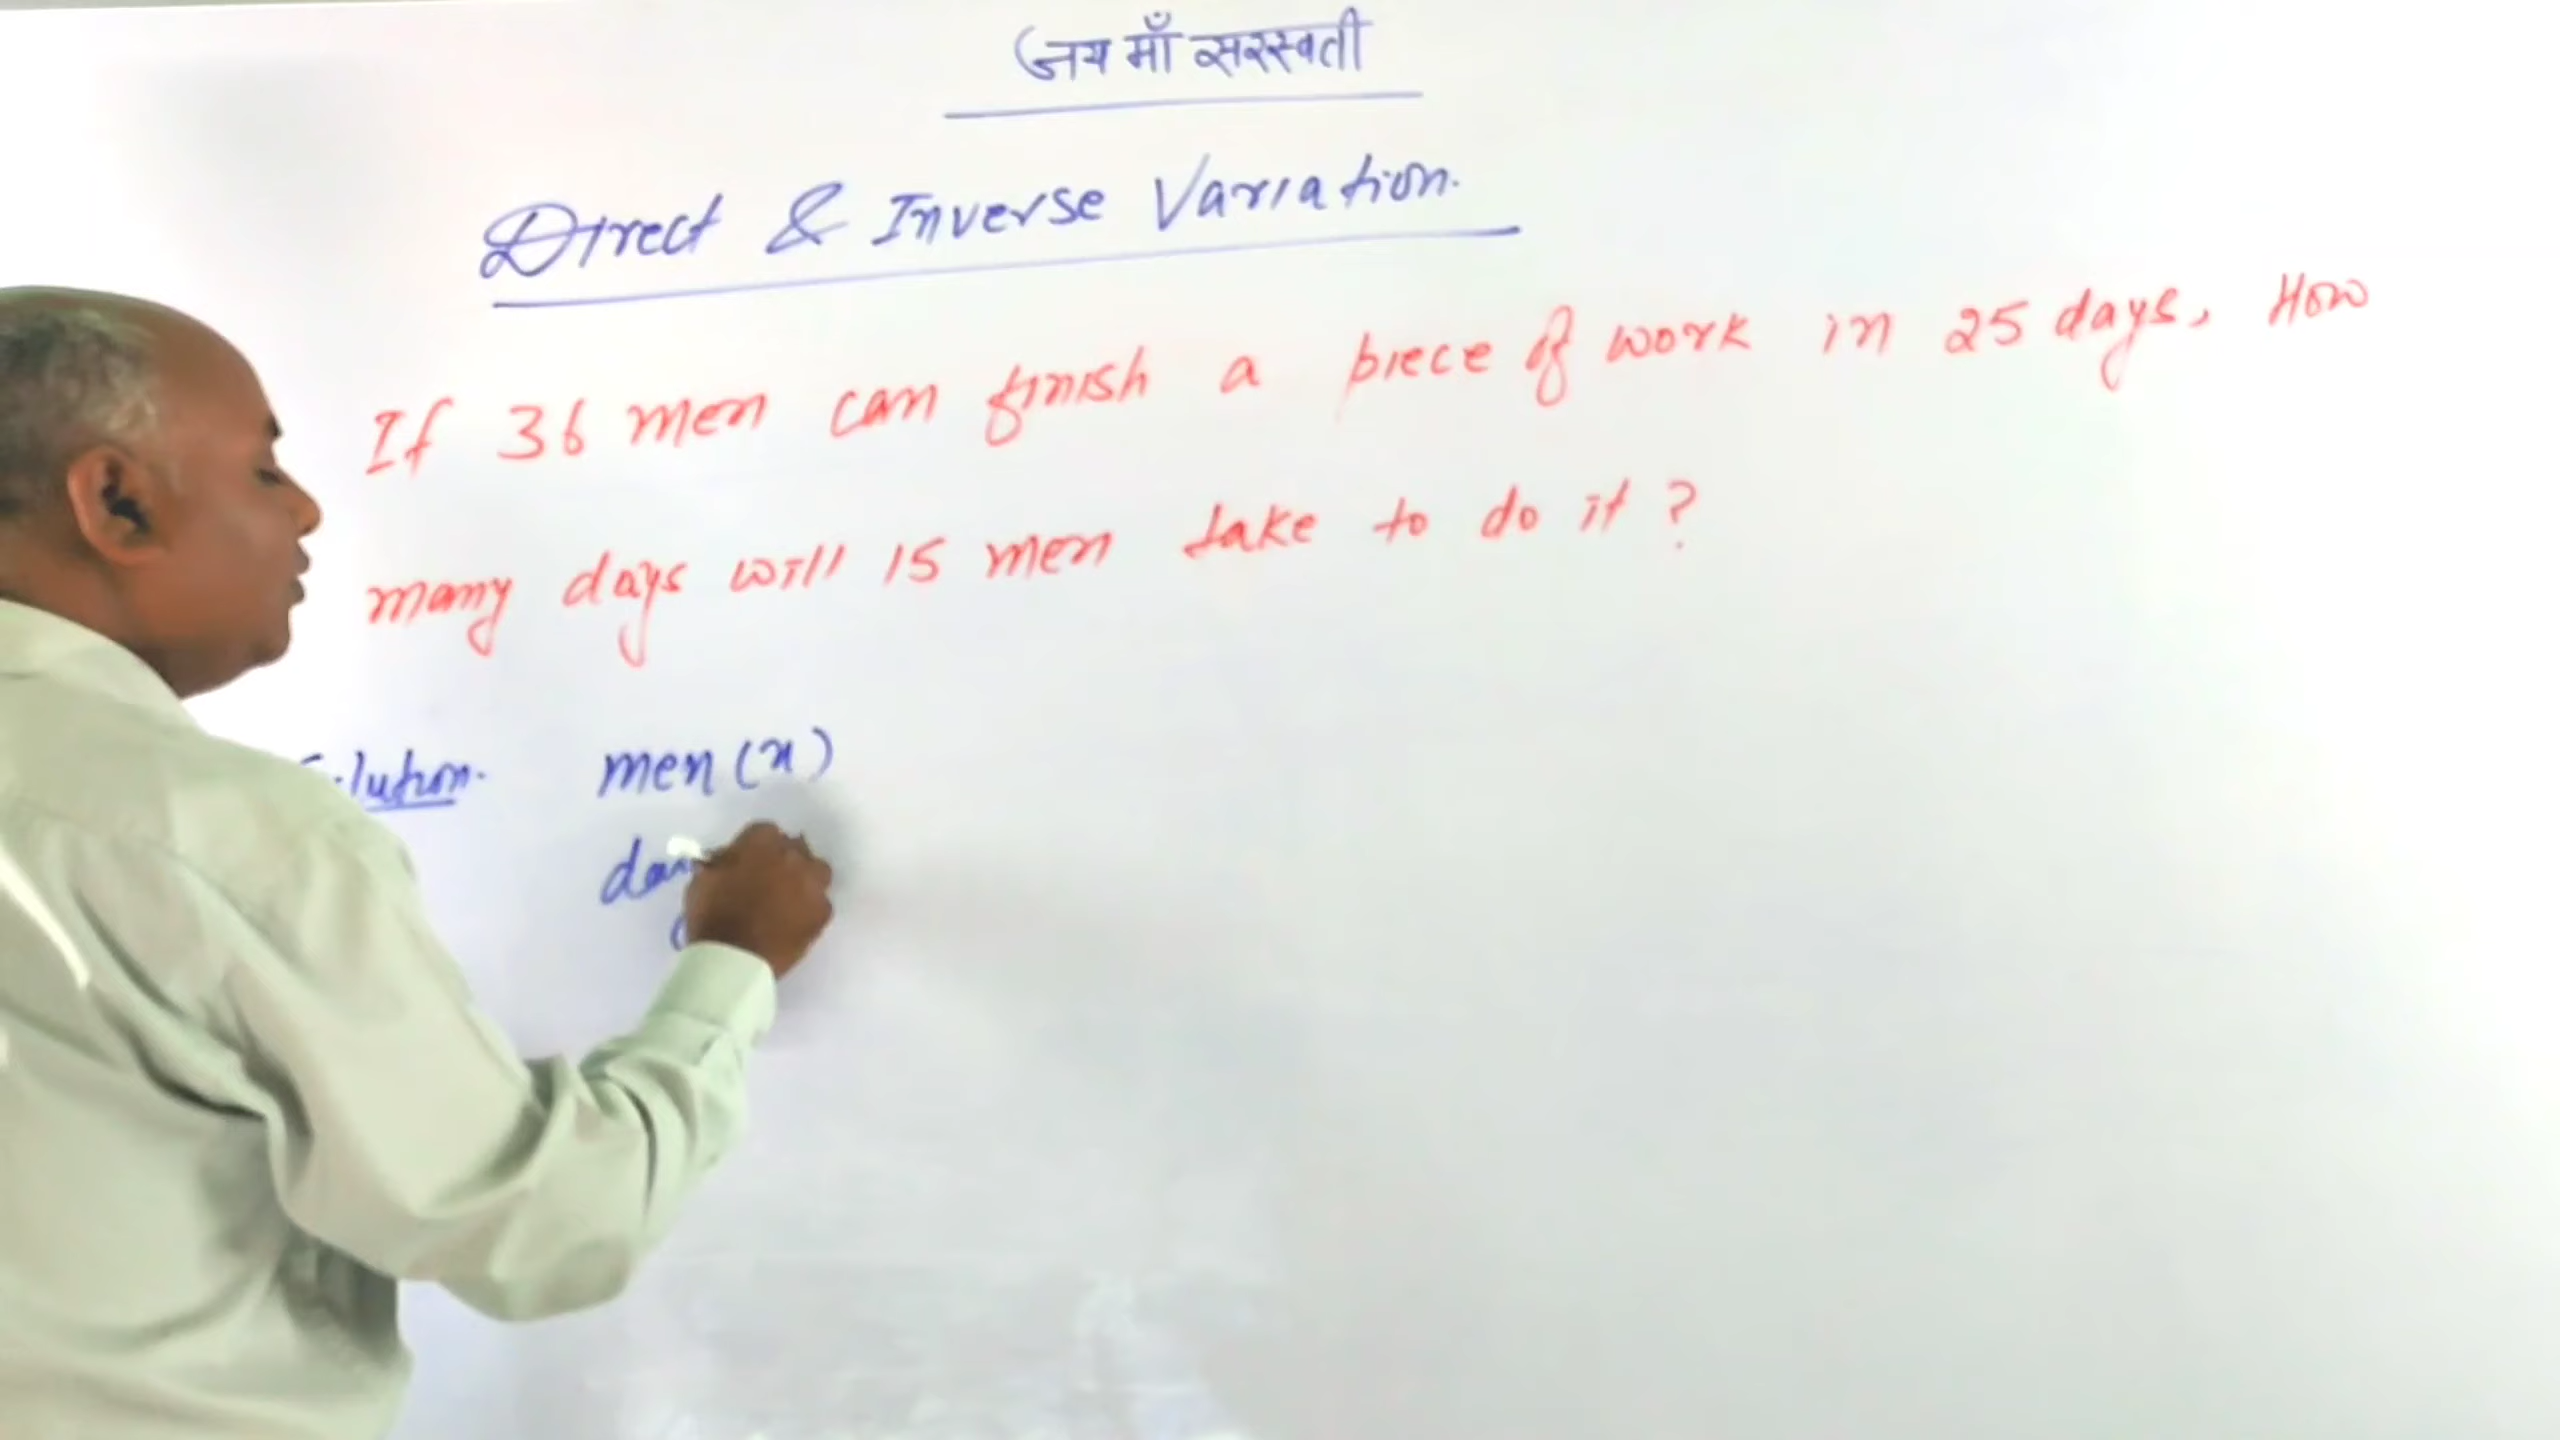 जय माँ सरस्वती
Direct & Inverse Variation.
If 36 men can finish a piece of work in 25 days, How
many days will 15 men take to do it ?
men (x)